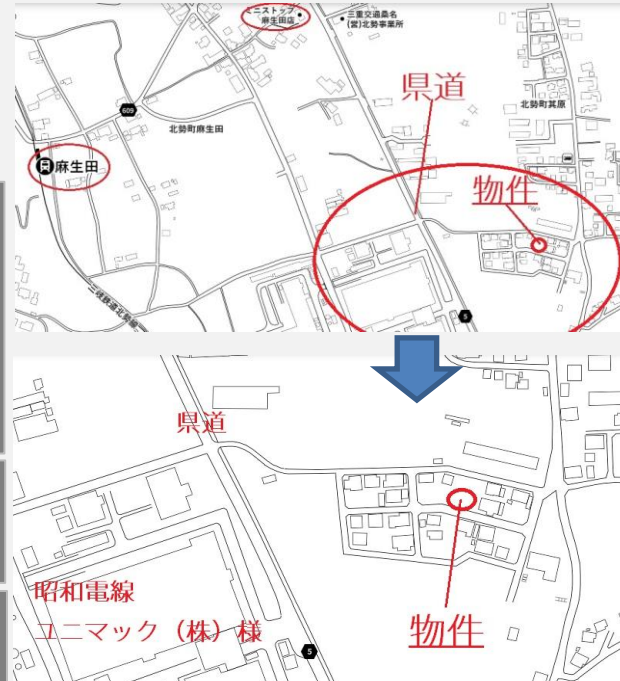 ミニストップ
麻生田店
三重交通桑名
(営)北勢事業所
県道
609
北勢町麻生田
北勢町其原
麻生田
物件
三岐鉄道北勢線
5
県道
昭和電線
ユニマック（株）様
物件
5